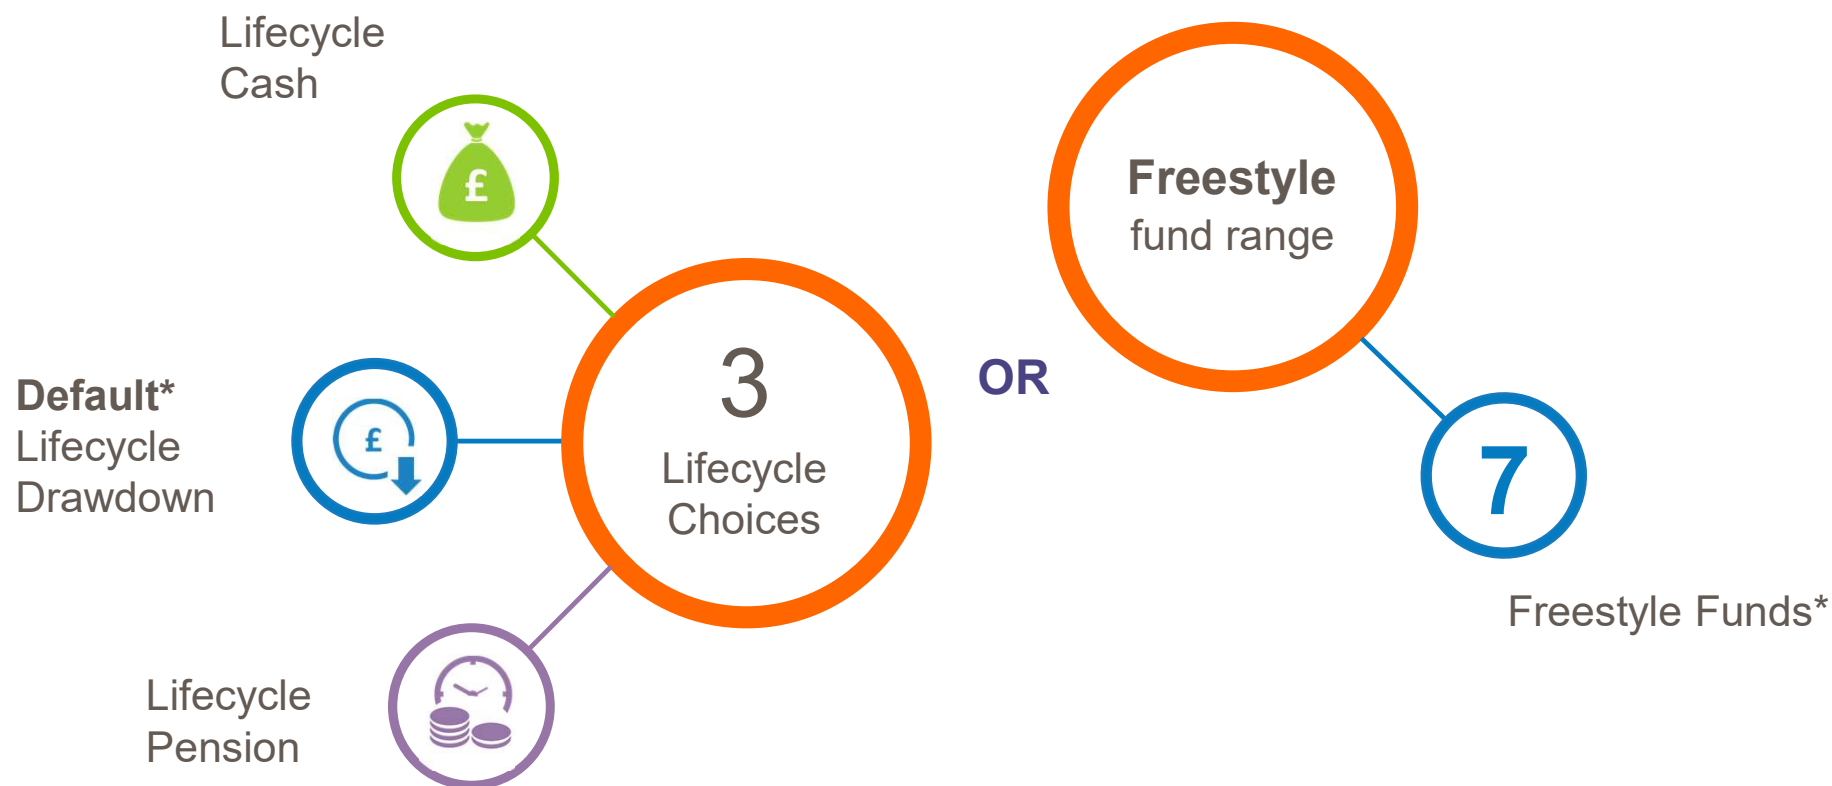 Lifecycle
Cash
£
Default*
Lifecycle
Drawdown
£
3
Lifecycle
Choices
Lifecycle
Pension
OR
Freestyle
fund range
7
Freestyle Funds*